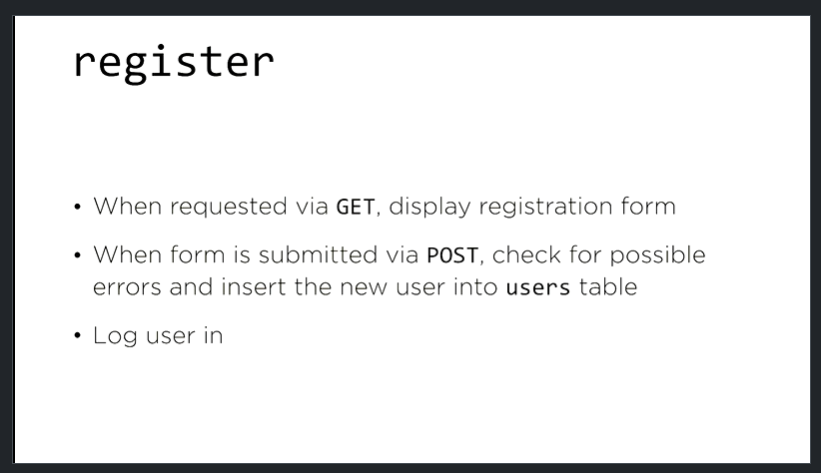 register
• When requested via GET, display registration form
• When form is submitted via POST, check for possible
errors and insert the new user into users table
• Log user in